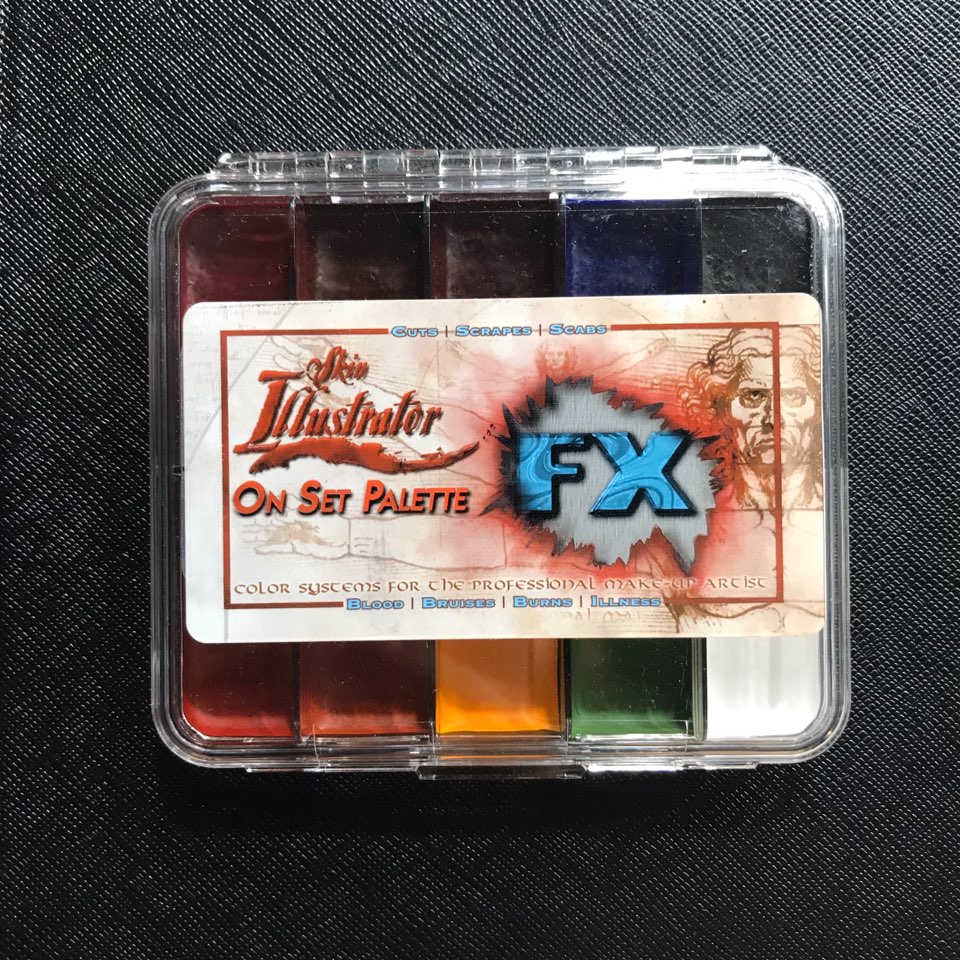 Cuts | Scrapes | Scabs
Skin
Illustrator
On Set Palette
FX
Color Systems for the Professional Make-up Artist
Blood | Bruises | Burns | Illness